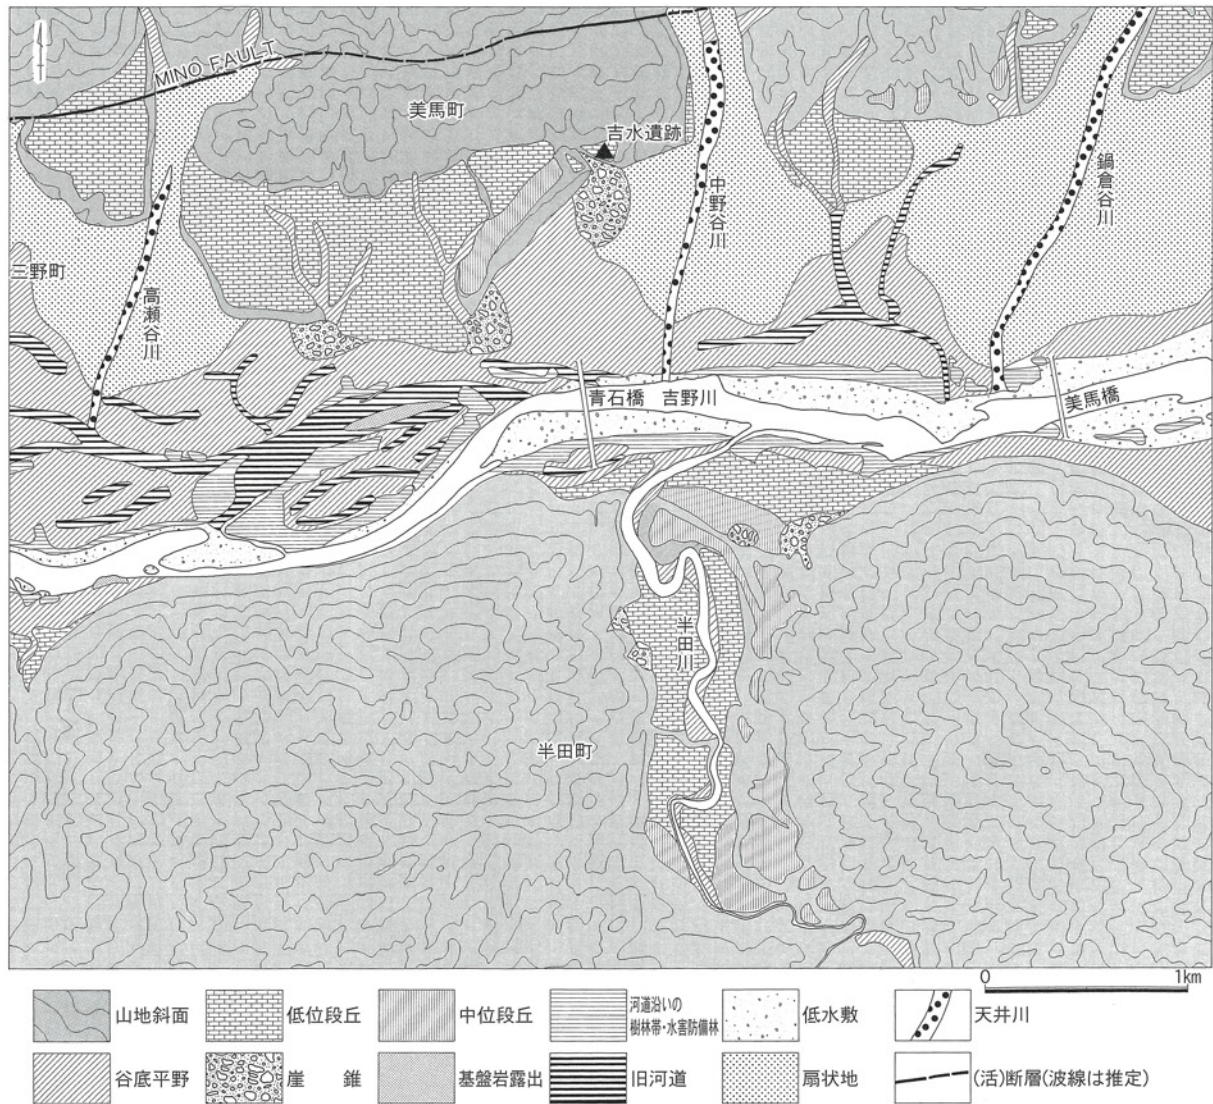 MINO FAULT
美馬町
吉水遺跡
中野谷川
鍋倉谷川
三野町
高瀬谷川
青石橋 吉野川
美馬橋
半田川
半田町
0 1km
山地斜面
低位段丘
中位段丘
河道沿いの
樹林帯・水害防備林
低水敷
天井川
谷底平野
崖 錐
基盤岩露出
旧河道
扇状地
(活)断層(波線は推定)